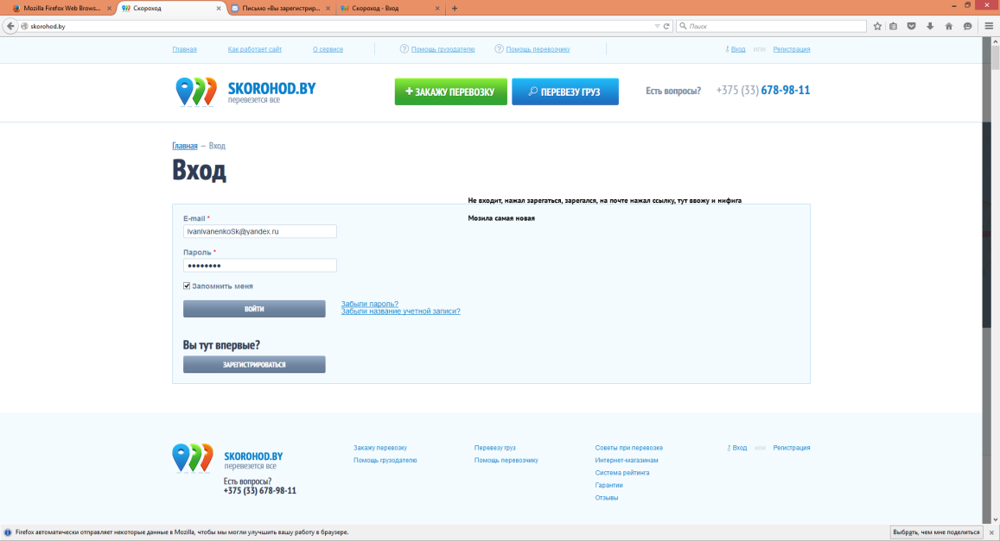 Mozilla Firefox Web Brows...
Скороход
Письмо «Вы зарегистрир...
Скороход - Вход
skorohod.by
Поиск
Главная
Как работает сайт
О сервисе
Помощь грузодателю
Помощь перевозчику
Вход или Регистрация
SKOROHOD.BY
перевезется все
ЗАКАЖУ ПЕРЕВОЗКУ
ПЕРЕВЕЗУ ГРУЗ
Есть вопросы?
+375 (33) 678-98-11
Главная — Вход
Вход
Не входит, нажал зарегаться, зарегался, на почте нажал ссылку, тут ввожу и нифига
Мозила самая новая
E-mail *
IvanIvanenkoSk@yandex.ru
Пароль *
Запомнить меня
ВОЙТИ
Забыли пароль?
Забыли название учетной записи?
Вы тут впервые?
ЗАРЕГИСТРИРОВАТЬСЯ
SKOROHOD.BY
перевезется все
Есть вопросы?
+375 (33) 678-98-11
Закажу перевозку
Помощь грузодателю
Перевезу груз
Помощь перевозчику
Советы при перевозке
Интернет-магазинам
Система рейтинга
Гарантии
Отзывы
Вход или Регистрация
Firefox автоматически отправляет некоторые данные в Mozilla, чтобы мы могли улучшить вашу работу в браузере.
Выбрать, чем мне поделиться